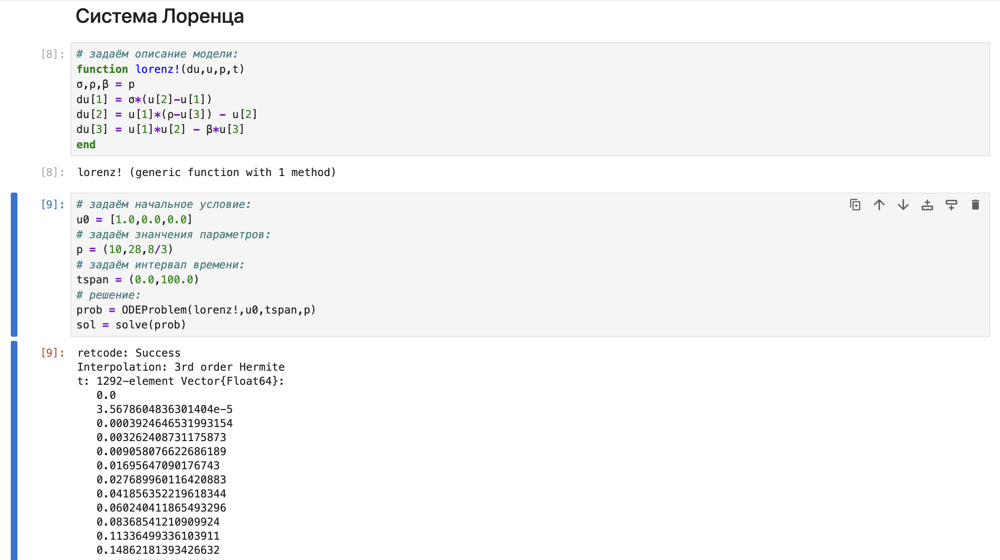 Система Лоренца
[8]: # задаём описание модели:
function lorenz!(du,u,p,t)
σ,ρ,β = p
du[1] = σ*(u[2]-u[1])
du[2] = u[1]*(ρ-u[3]) - u[2]
du[3] = u[1]*u[2] - β*u[3]
end
[8]: lorenz! (generic function with 1 method)
[9]: # задаём начальное условие:
u0 = [1.0,0.0,0.0]
# задаём знанчения параметров:
p = (10,28,8/3)
# задаём интервал времени:
tspan = (0.0,100.0)
# решение:
prob = ODEProblem(lorenz!,u0,tspan,p)
sol = solve(prob)
[9]: retcode: Success
Interpolation: 3rd order Hermite
t: 1292-element Vector{Float64}:
0.0
3.5678604836301404e-5
0.0003924646531993154
0.003262408731175873
0.009058076622686189
0.01695647090176743
0.027689960116420883
0.041856352219618344
0.060240411865493296
0.08368541210909924
0.11336499336103911
0.14862181393426632